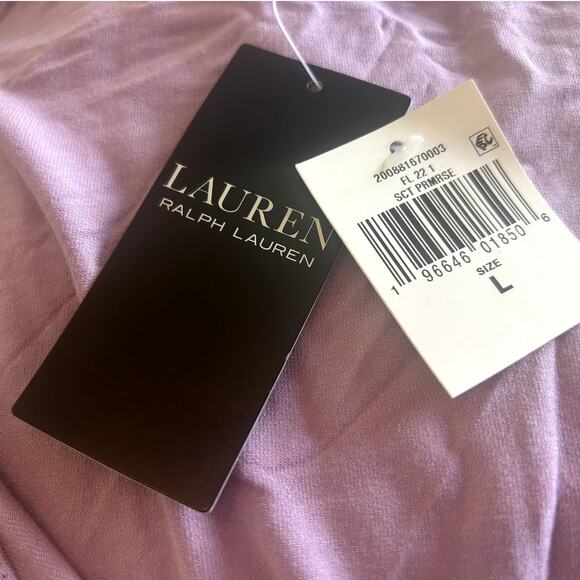 LAUREN
RALPH LAUREN
200881670003
FL 22 1
SCT PRMRSE
1 96646 01850 6
SIZE
L